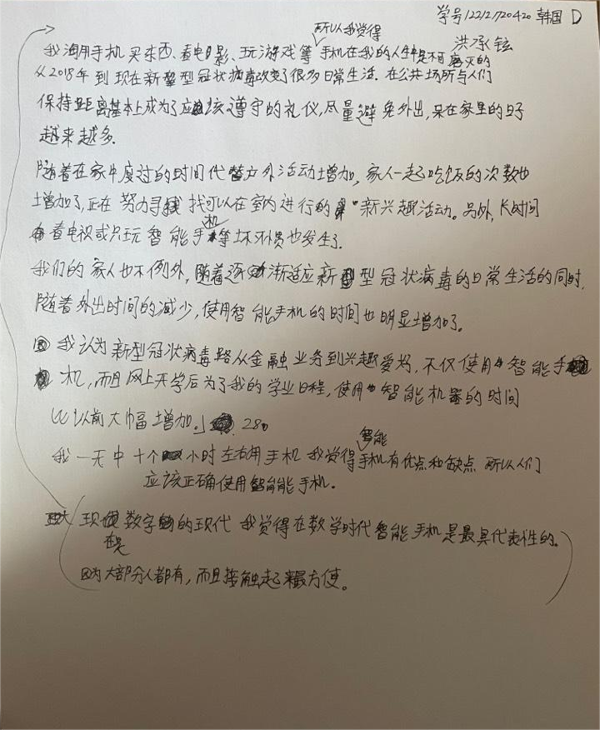 学号122121720420 韩国 D
洪承铉
所以我觉得
我演用手机买东西、看电影、玩游戏等手机在我的人生中是不可磨灭的
从2018年到现在新型冠状病毒改变了很多日常生活。在公共场所与人们
保持距离基本上成为了应该遵守的礼仪,尽量避免外出,呆在家里的日子
越来越多.
随着在家中度过的时间代替户外活动增加,家人一起吃饭的次数也
增加了,正在努力寻找可以在室内进行的新兴趣活动。另外,长时间
看电视或只玩智能手机等坏习惯也发生了.
我们的家人也不例外,随着逐渐适应新型冠状病毒的日常生活的同时.
随着外出时间的减少,使用智能手机的时间也明显增加了。
我认为新型冠状病毒路从金融业务到兴趣爱好,不仅使用智能手
机,而且网上开学后为了我的学业日程,使用智能机器的时间
比以前大幅增加。」 280
我一天中十个小时左右用手机 我觉得智能手机有优点和缺点 所以人们
应该正确使用智能手机。
现在是数字的现代 我觉得在数学时代智能手机是最具代表性的。
因为大部分人都有,而且接触起来最方便。